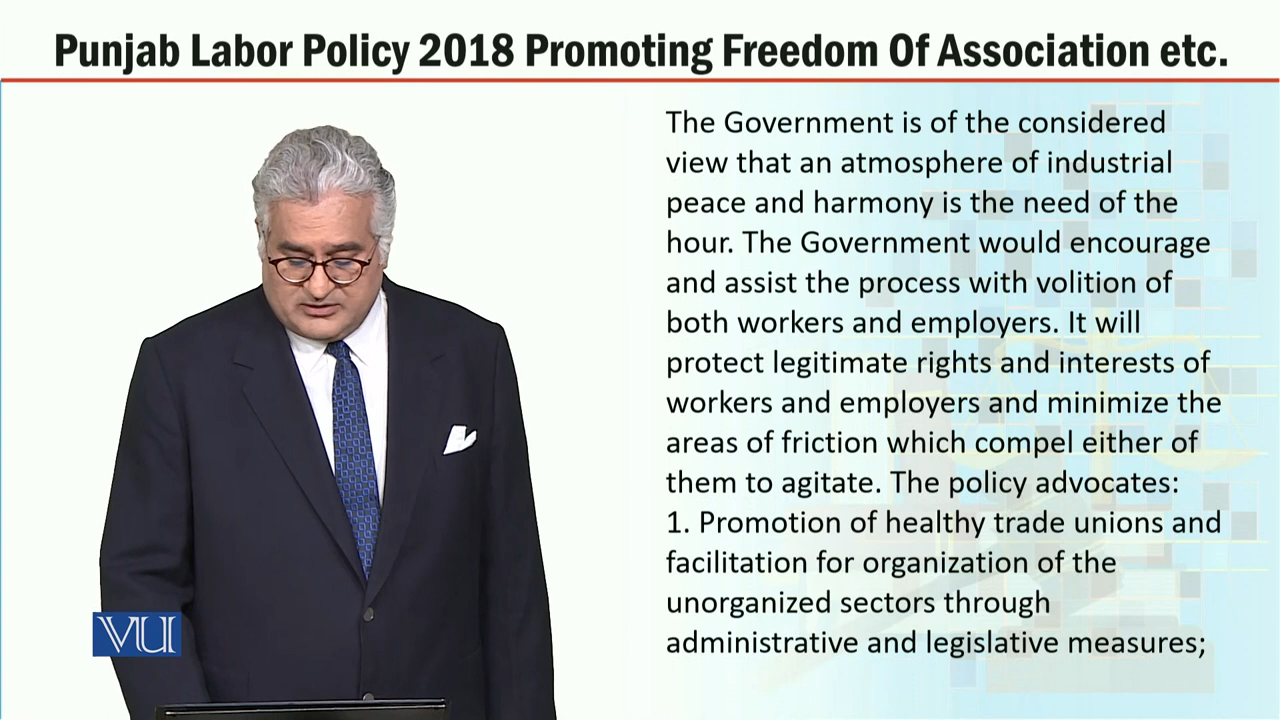 Punjab Labor Policy 2018 Promoting Freedom Of Association etc.
The Government is of the considered
view that an atmosphere of industrial
peace and harmony is the need of the
hour. The Government would encourage
and assist the process with volition of
both workers and employers. It will
protect legitimate rights and interests of
workers and employers and minimize the
areas of friction which compel either of
them to agitate. The policy advocates:
1. Promotion of healthy trade unions and
facilitation for organization of the
unorganized sectors through
administrative and legislative measures;
VU